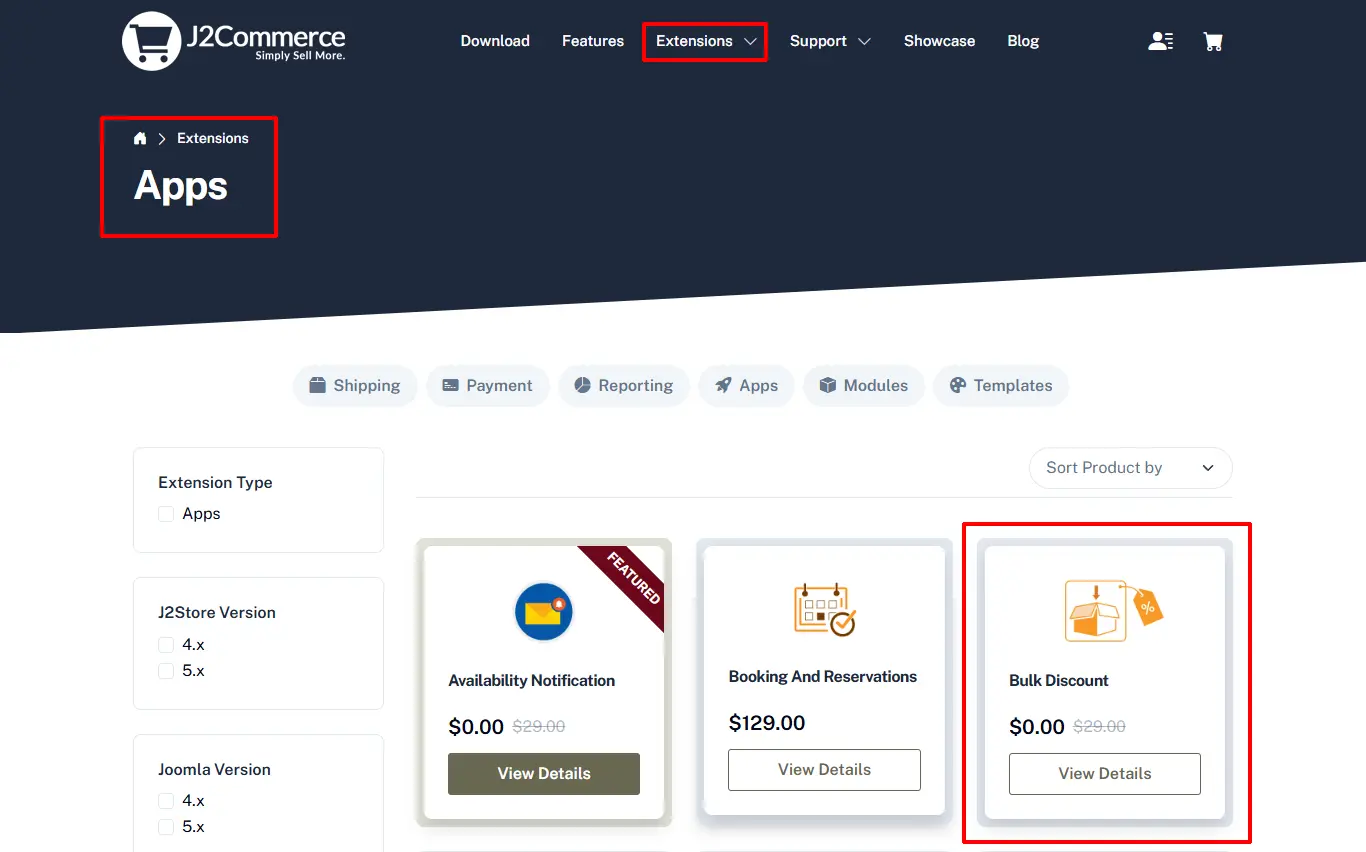 J2Commerce
Simply Sell More.
Download Features Extensions Support Showcase Blog
Extensions
Apps
Shipping Payment Reporting Apps Modules Templates
Sort Product by
Extension Type
Apps
J2Store Version
4.x
5.x
Joomla Version
4.x
5.x
FEATURED
Availability Notification
$0.00 $29.00
View Details
Booking And Reservations
$129.00
View Details
%
Bulk Discount
$0.00 $29.00
View Details